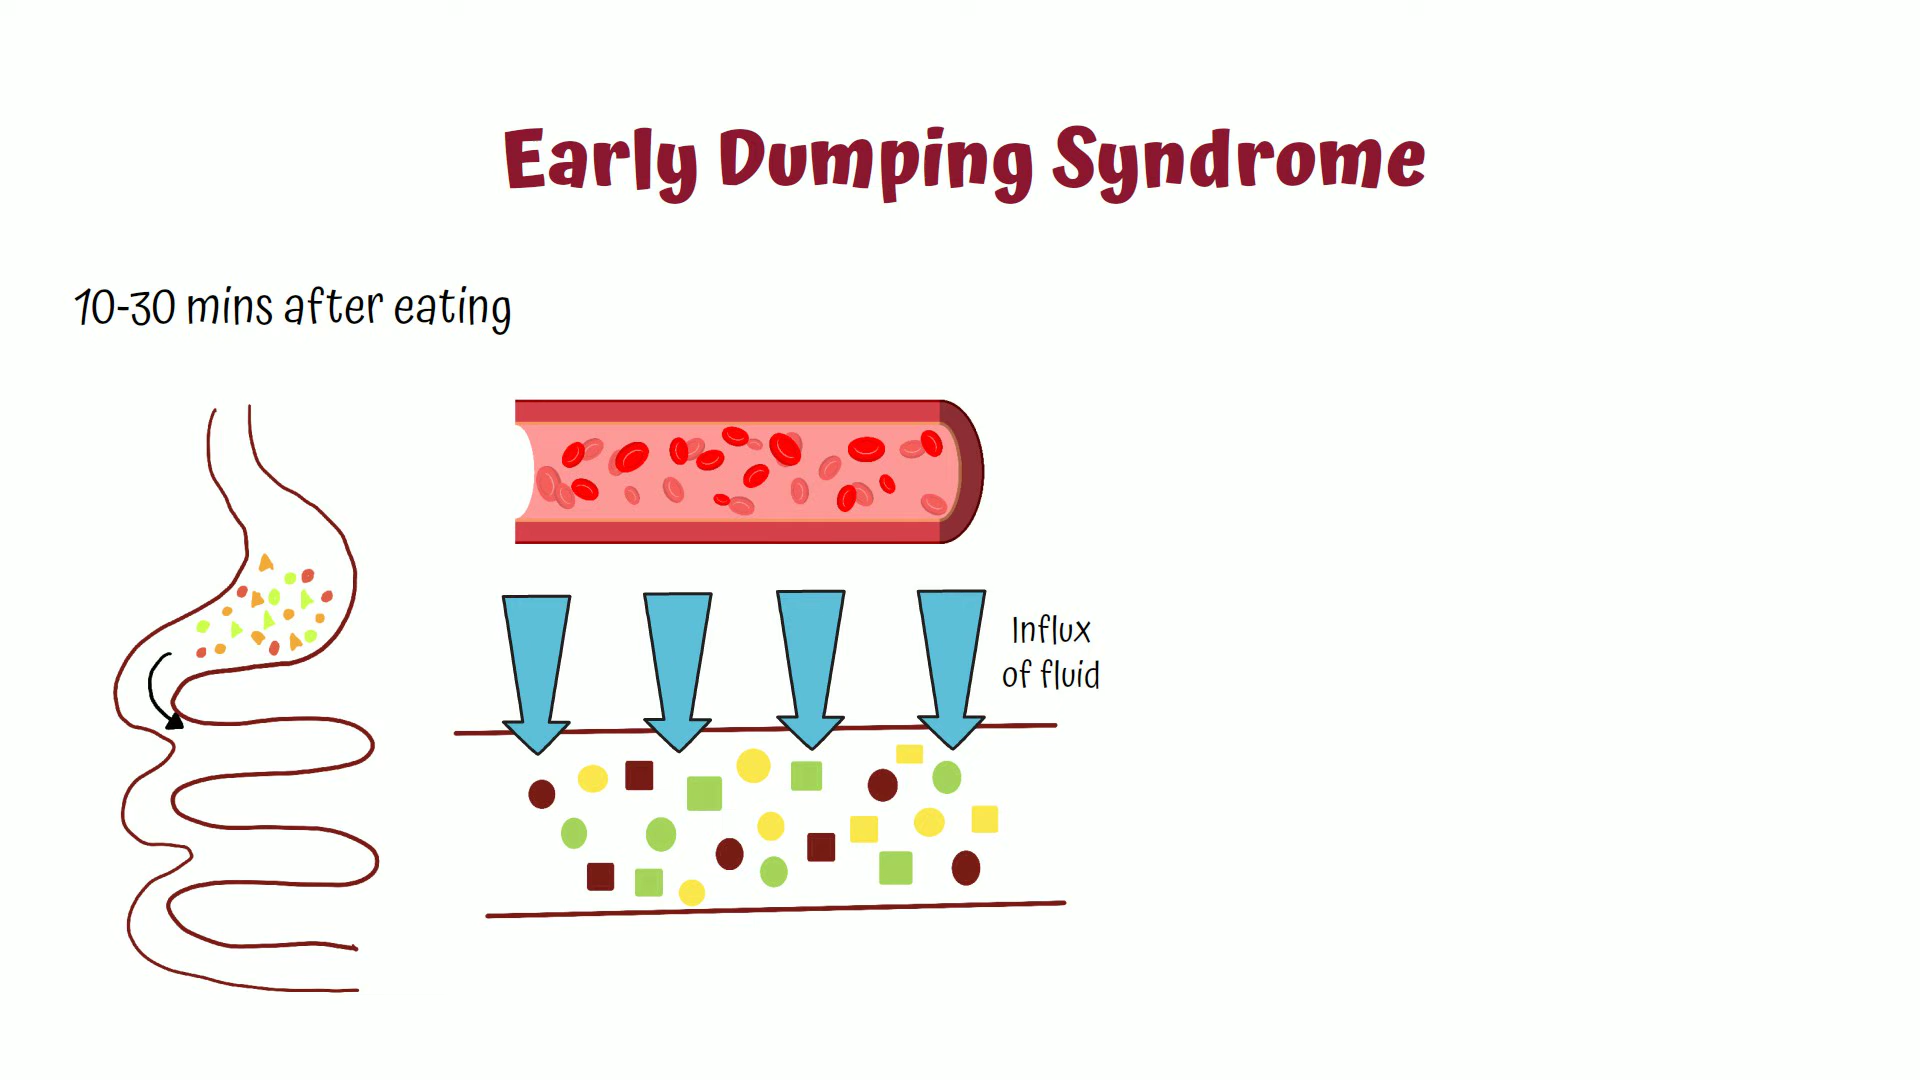 Early Dumping Syndrome
10-30 mins after eating
Influx
of fluid